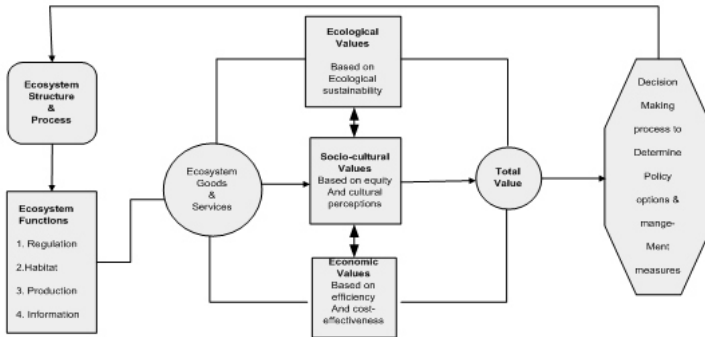 Ecosystem
Structure
&
Process
Ecosystem
Functions
1. Regulation
2.Habitat
3. Production
4. Information
Ecosystem
Goods
&
Services
Ecological
Values
Based on
Ecological
sustainability
Socio-cultural
Values
Based on equity
And cultural
perceptions
Economic Values
Based on
efficiency
And cost-
effectiveness
Total
Value
Decision
Making
process to
Determine
Policy
options &
mange-
Ment
measures